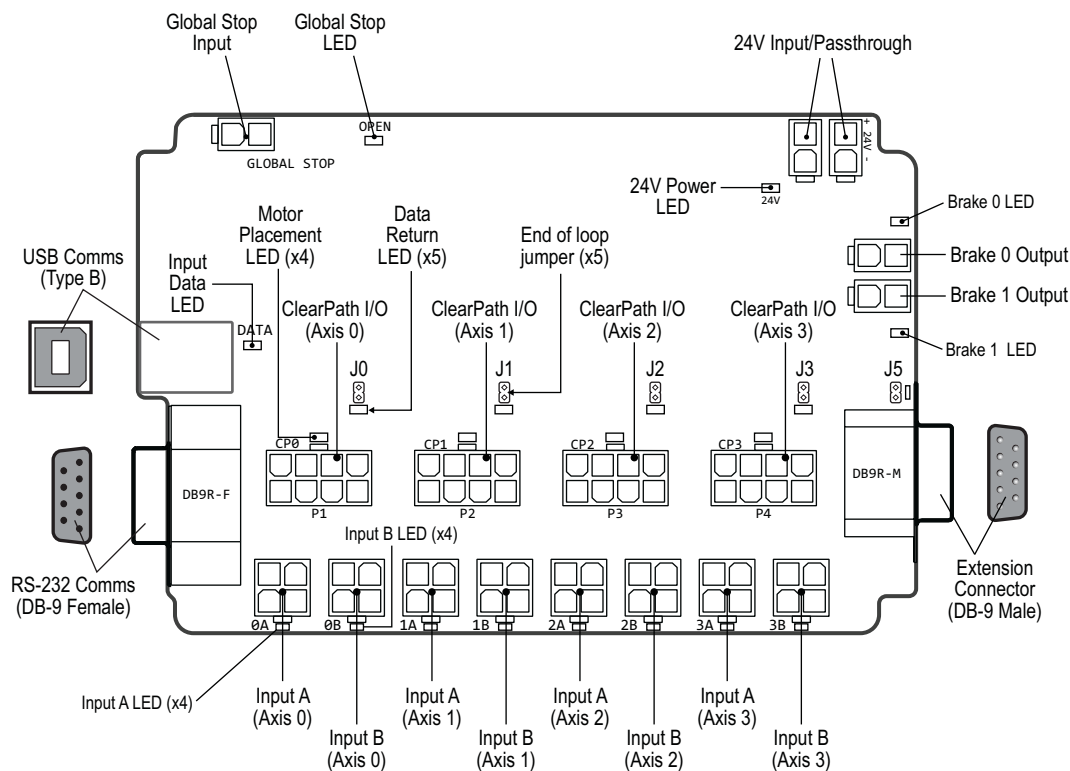 Global Stop
Input
Global Stop
LED
24V Input/Passthrough
OPEN
GLOBAL STOP
+ 24V -
24V Power
LED
24V
Brake 0 LED
Motor
Placement
LED (x4)
Data
Return
LED (x5)
End of loop
jumper (x5)
Brake 0 Output
USB Comms
(Type B)
Input
Data
LED
Brake 1 Output
ClearPath I/O
(Axis 0)
ClearPath I/O
(Axis 1)
ClearPath I/O
(Axis 2)
ClearPath I/O
(Axis 3)
DATA
Brake 1 LED
J0
J1
J2
J3
J5
CP0
CP1
CP2
CP3
DB9R-F
DB9R-M
P1
P2
P3
P4
Input B LED (x4)
RS-232 Comms
(DB-9 Female)
Extension
Connector
(DB-9 Male)
0A
0B
1A
1B
2A
2B
3A
3B
Input A LED (x4)
Input A
(Axis 0)
Input A
(Axis 1)
Input A
(Axis 2)
Input A
(Axis 3)
Input B
(Axis 0)
Input B
(Axis 1)
Input B
(Axis 2)
Input B
(Axis 3)